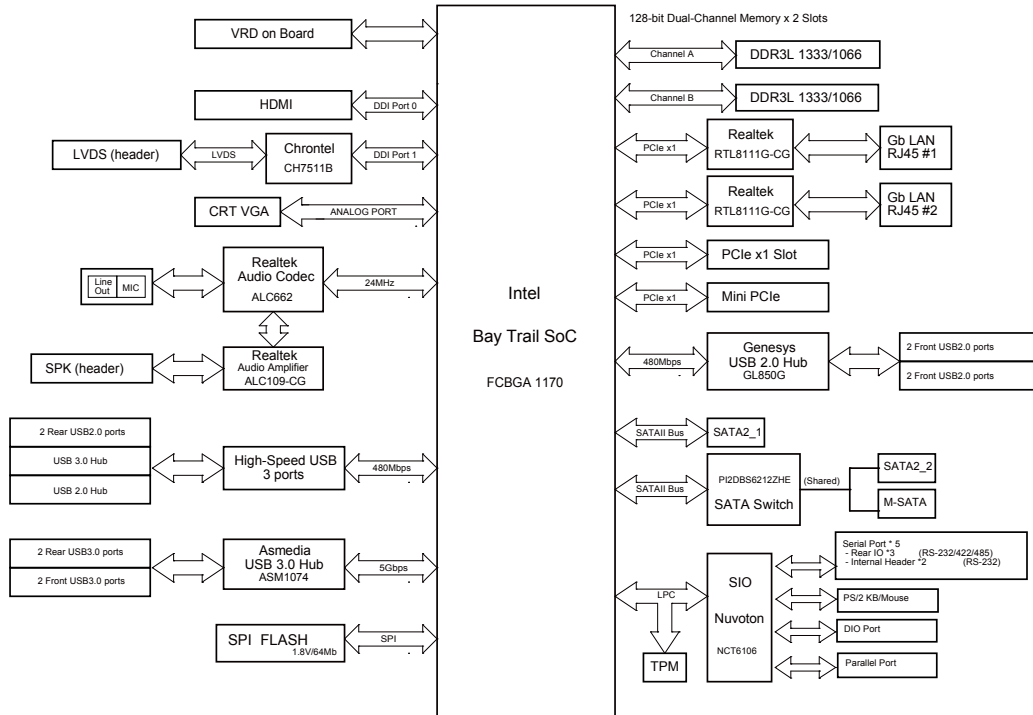 128-bit Dual-Channel Memory x 2 Slots
VRD on Board
HDMI
DDI Port 0
LVDS (header)
LVDS
Chrontel
CH7511B
DDI Port 1
CRT VGA
ANALOG PORT
Line
Out
MIC
Realtek
Audio Codec
ALC662
24MHz
SPK (header)
Realtek
Audio Amplifier
ALC109-CG
2 Rear USB2.0 ports
USB 3.0 Hub
USB 2.0 Hub
High-Speed USB
3 ports
480Mbps
2 Rear USB3.0 ports
2 Front USB3.0 ports
Asmedia
USB 3.0 Hub
ASM1074
5Gbps
SPI FLASH
1.8V/64Mb
SPI
Intel
Bay Trail SoC
FCBGA 1170
Channel A
DDR3L 1333/1066
Channel B
DDR3L 1333/1066
PCIe x1
Realtek
RTL8111G-CG
Gb LAN
RJ45 #1
PCIe x1
Realtek
RTL8111G-CG
Gb LAN
RJ45 #2
PCIe x1
PCIe x1 Slot
PCIe x1
Mini PCIe
480Mbps
Genesys
USB 2.0 Hub
GL850G
2 Front USB2.0 ports
2 Front USB2.0 ports
SATAII Bus
SATA2_1
SATAII Bus
PI2DBS6212ZHE
SATA Switch
(Shared)
SATA2_2
M-SATA
LPC
TPM
SIO
Nuvoton
NCT6106
Serial Port * 5
- Rear IO *3 (RS-232/422/485)
- Internal Header *2 (RS-232)
PS/2 KB/Mouse
DIO Port
Parallel Port